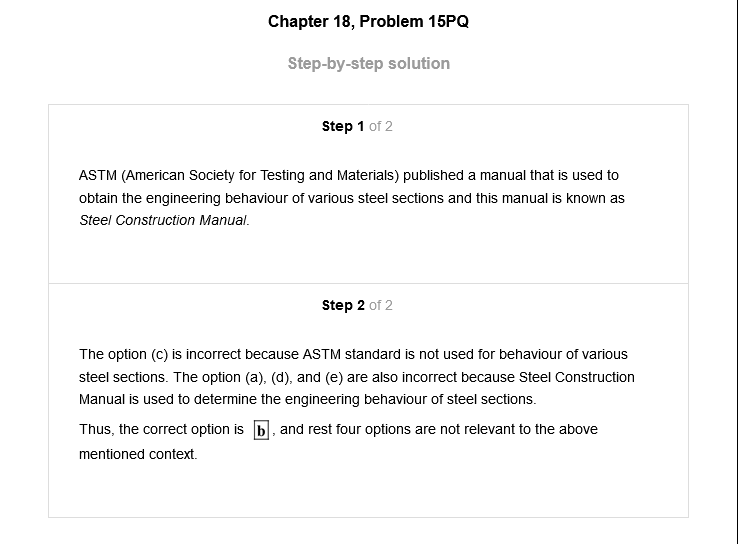 Chapter 18, Problem 15PQ
Step-by-step solution
Step 1 of 2
ASTM (American Society for Testing and Materials) published a manual that is used to
obtain the engineering behaviour of various steel sections and this manual is known as
Steel Construction Manual.
Step 2 of 2
The option (c) is incorrect because ASTM standard is not used for behaviour of various
steel sections. The option (a), (d), and (e) are also incorrect because Steel Construction
Manual is used to determine the engineering behaviour of steel sections.
Thus, the correct option is b, and rest four options are not relevant to the above
mentioned context.